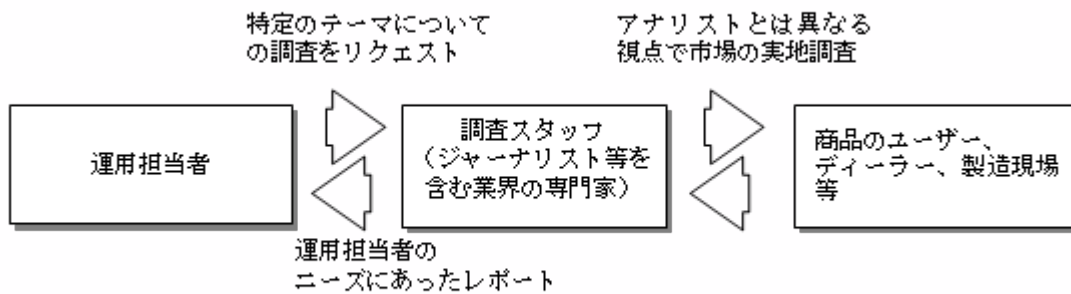 特定のテーマについて
の調査をリクエスト
アナリストとは異なる
視点で市場の実地調査
運用担当者
調査スタッフ
（ジャーナリスト等を
含む業界の専門家）
商品のユーザー、
ディーラー、製造現場
等
運用担当者の
ニーズにあったレポート